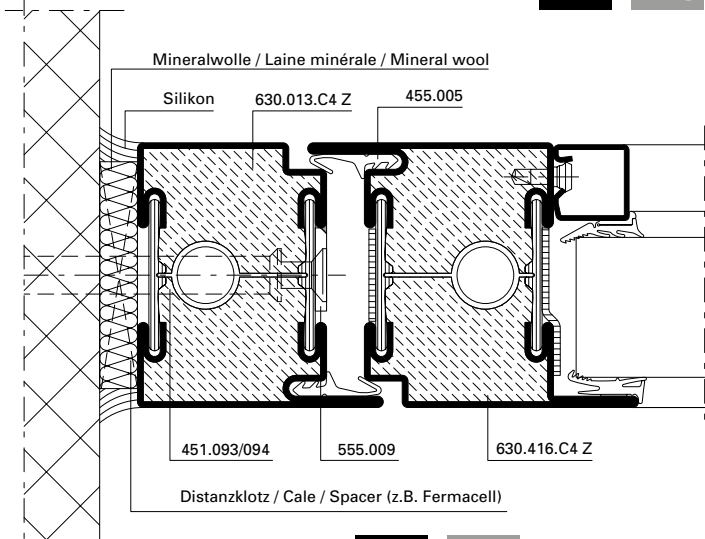 Mineralwolle / Laine minérale / Mineral wool
Silikon
630.013.C4 Z
455.005
451.093/094
555.009
630.416.C4 Z
Distanzklotz / Cale / Spacer (z.B. Fermacell)